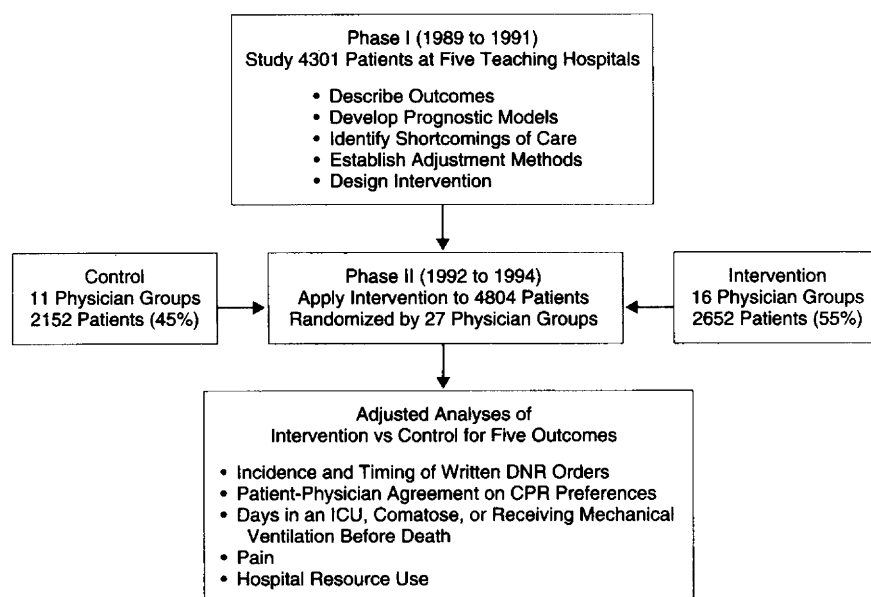 Phase I (1989 to 1991)
Study 4301 Patients at Five Teaching Hospitals
• Describe Outcomes
• Develop Prognostic Models
• Identify Shortcomings of Care
• Establish Adjustment Methods
• Design Intervention
Control
11 Physician Groups
2152 Patients (45%)
Phase II (1992 to 1994)
Apply Intervention to 4804 Patients
Randomized by 27 Physician Groups
Intervention
16 Physician Groups
2652 Patients (55%)
Adjusted Analyses of
Intervention vs Control for Five Outcomes
• Incidence and Timing of Written DNR Orders
• Patient-Physician Agreement on CPR Preferences
• Days in an ICU, Comatose, or Receiving Mechanical
Ventilation Before Death
• Pain
• Hospital Resource Use